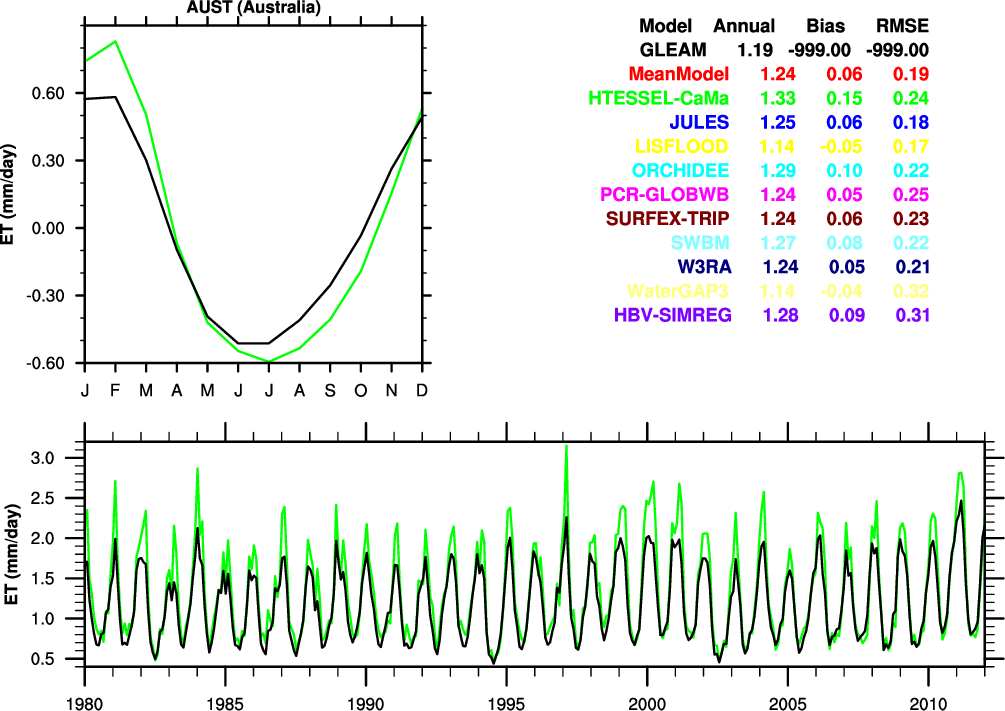 AUST (Australia)
Model Annual Bias RMSE
GLEAM 1.19 -999.00 -999.00
MeanModel 1.24 0.06 0.19
HTESSEL-CaMa 1.33 0.15 0.24
JULES 1.25 0.06 0.18
LISFLOOD 1.14 -0.05 0.17
ORCHIDEE 1.29 0.10 0.22
PCR-GLOBWB 1.24 0.05 0.25
SURFEX-TRIP 1.24 0.06 0.23
SWBM 1.27 0.08 0.22
W3RA 1.24 0.05 0.21
WaterGAP3 1.14 -0.04 0.32
HBV-SIMREG 1.28 0.09 0.31
ET (mm/day)
0.60
0.30
0.00
-0.30
-0.60
J F M A M J J A S O N D
ET (mm/day)
3.0
2.5
2.0
1.5
1.0
0.5
1980 1985 1990 1995 2000 2005 2010